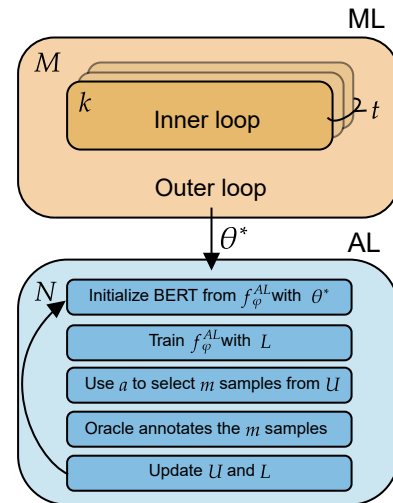 ML
M
k
Inner loop
t
Outer loop
θ*
AL
N
Initialize BERT from f_φ^AL with θ*
Train f_φ^AL with L
Use a to select m samples from U
Oracle annotates the m samples
Update U and L